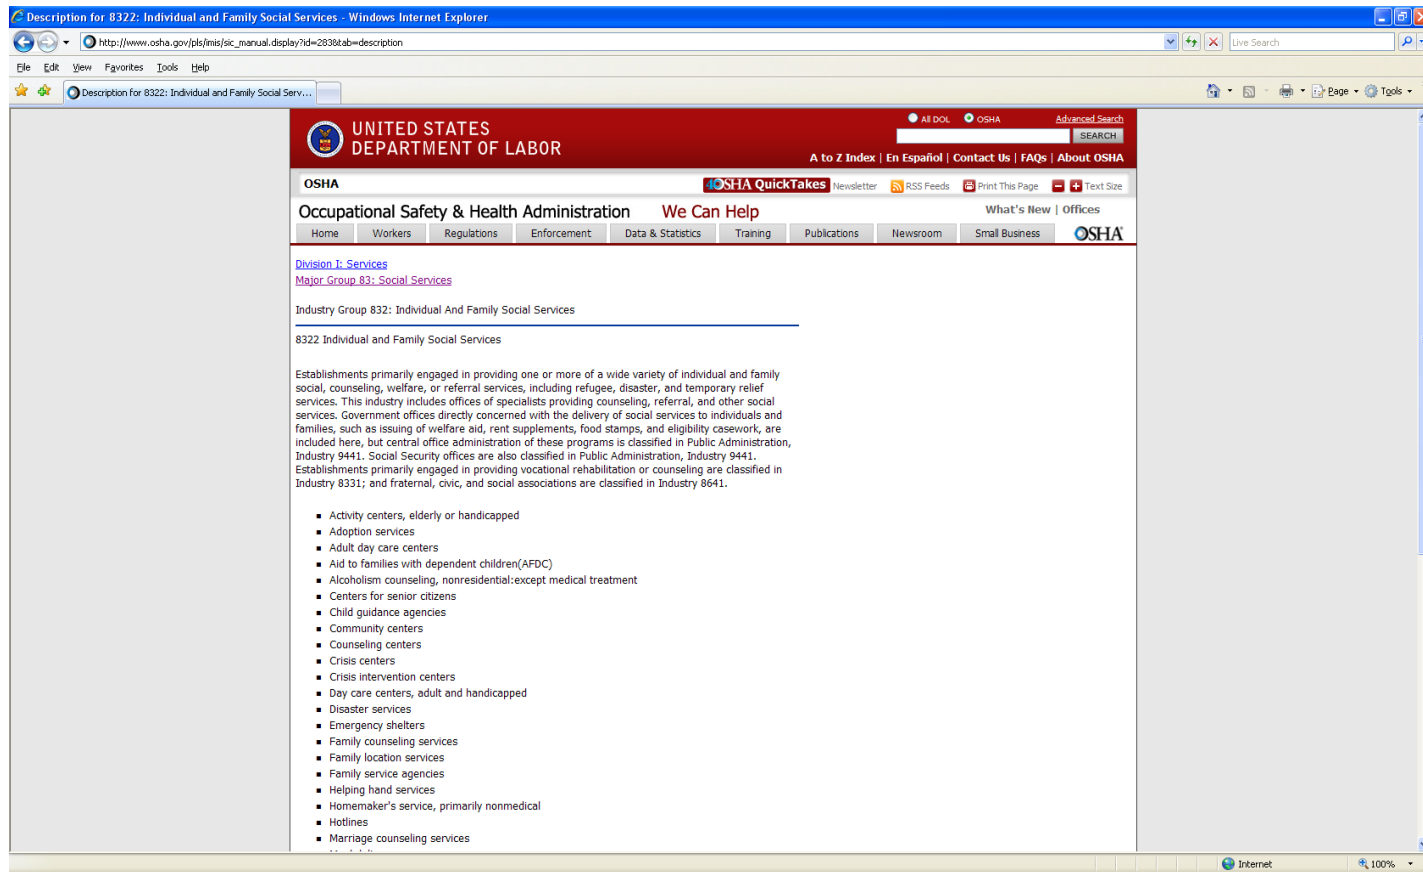 Description for 8322: Individual and Family Social Services - Windows Internet Explorer
http://www.osha.gov/pls/imis/sic_manual.display?id=283&tab=description
Live Search
File Edit View Favorites Tools Help
Description for 8322: Individual and Family Social Serv...
Page Tools
UNITED STATES
DEPARTMENT OF LABOR
All DOL OSHA Advanced Search
SEARCH
A to Z Index | En Español | Contact Us | FAQs | About OSHA
OSHA
OSHA QuickTakes Newsletter RSS Feeds Print This Page Text Size
Occupational Safety & Health Administration We Can Help
What's New | Offices
Home Workers Regulations Enforcement Data & Statistics Training Publications Newsroom Small Business OSHA
Division I: Services
Major Group 83: Social Services
Industry Group 832: Individual And Family Social Services
8322 Individual and Family Social Services
Establishments primarily engaged in providing one or more of a wide variety of individual and family
social, counseling, welfare, or referral services, including refugee, disaster, and temporary relief
services. This industry includes offices of specialists providing counseling, referral, and other social
services. Government offices directly concerned with the delivery of social services to individuals and
families, such as issuing of welfare aid, rent supplements, food stamps, and eligibility casework, are
included here, but central office administration of these programs is classified in Public Administration,
Industry 9441. Social Security offices are also classified in Public Administration, Industry 9441.
Establishments primarily engaged in providing vocational rehabilitation or counseling are classified in
Industry 8331; and fraternal, civic, and social associations are classified in Industry 8641.
Activity centers, elderly or handicapped
Adoption services
Adult day care centers
Aid to families with dependent children(AFDC)
Alcoholism counseling, nonresidential:except medical treatment
Centers for senior citizens
Child guidance agencies
Community centers
Counseling centers
Crisis centers
Crisis intervention centers
Day care centers, adult and handicapped
Disaster services
Emergency shelters
Family counseling services
Family location services
Family service agencies
Helping hand services
Homemaker's service, primarily nonmedical
Hotlines
Marriage counseling services
Internet 100%